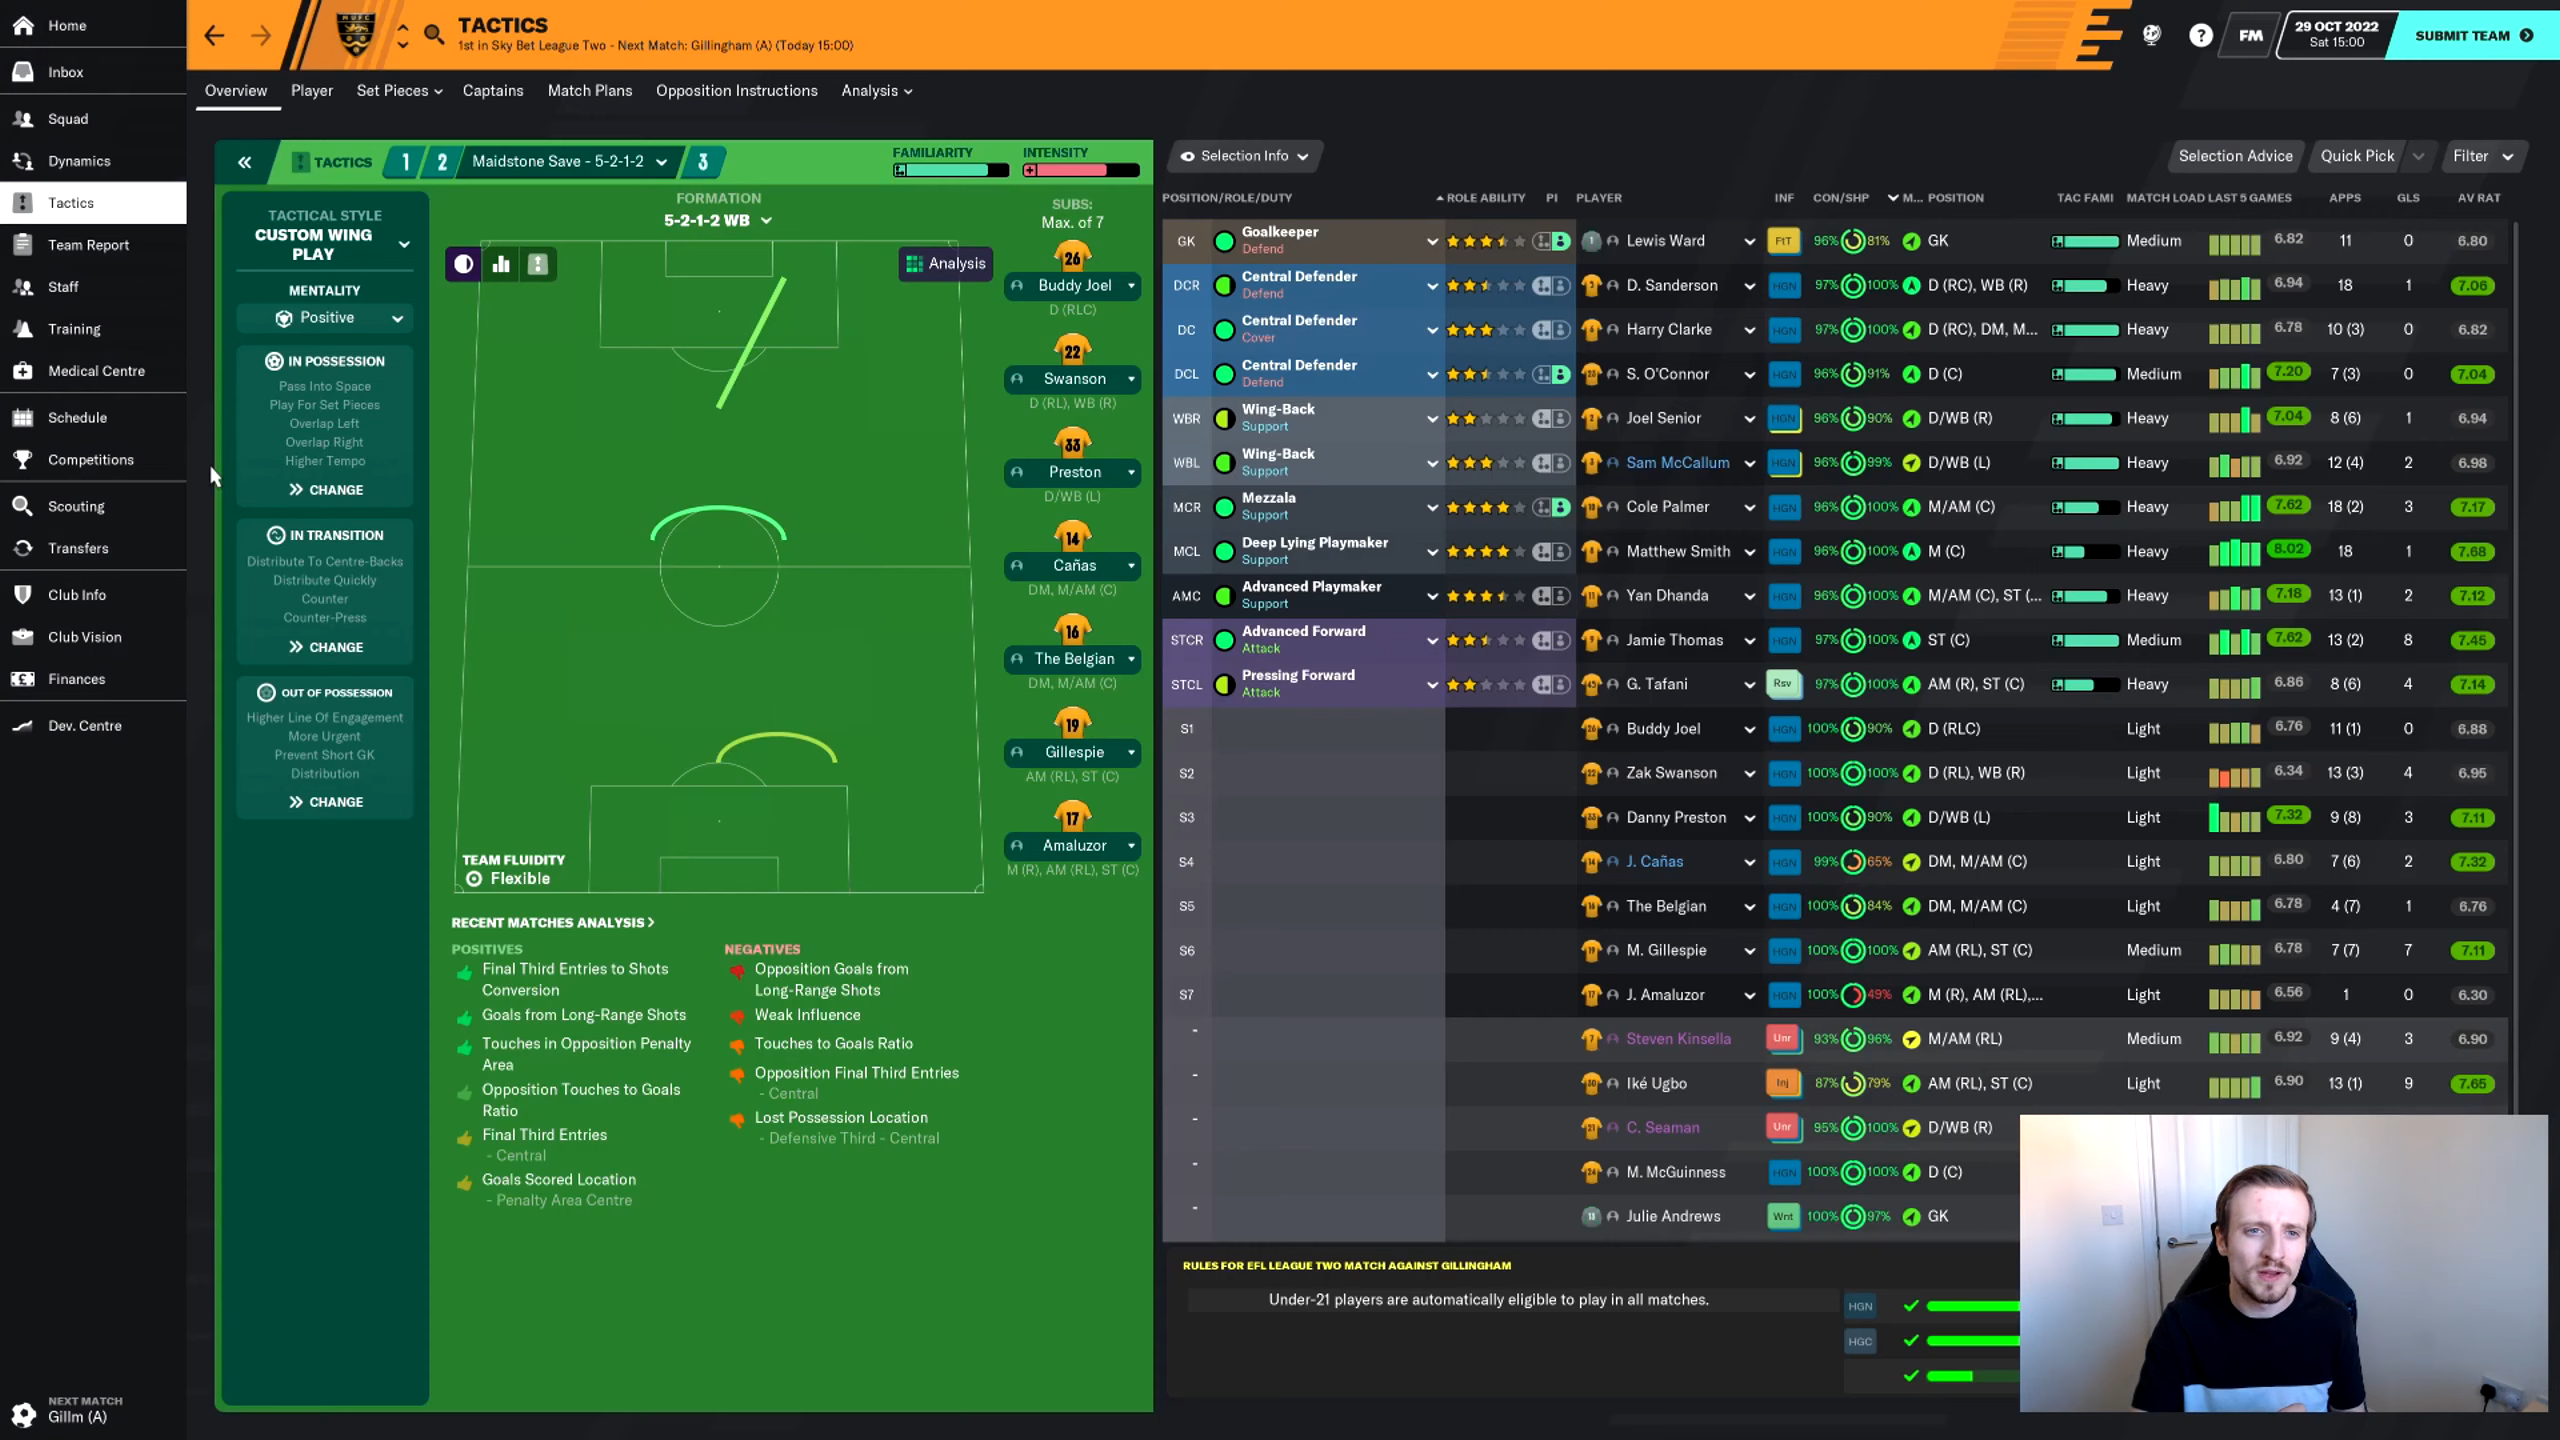 Home
Inbox
Squad
Dynamics
Tactics
Team Report
Staff
Training
Medical Centre
Schedule
Competitions
Scouting
Transfers
Club Info
Club Vision
Finances
Dev. Centre
NEXT MATCH
Gillm (A)
TACTICS
1st in Sky Bet League Two - Next Match: Gillingham (A) (Today 15:00)
? FM 29 OCT 2022
Sat 15:00
SUBMIT TEAM
Overview Player Set Pieces Captains Match Plans Opposition Instructions Analysis
TACTICS 1 2 Maidstone Save - 5-2-1-2 3
FAMILIARITY INTENSITY
TACTICAL STYLE
CUSTOM WING
PLAY
MENTALITY
Positive
IN POSSESSION
Pass Into Space
Play For Set Pieces
Overlap Left
Overlap Right
Higher Tempo
CHANGE
IN TRANSITION
Distribute To Centre-Backs
Distribute Quickly
Counter
Counter-Press
CHANGE
OUT OF POSSESSION
Higher Line Of Engagement
More Urgent
Prevent Short GK
Distribution
CHANGE
FORMATION
5-2-1-2 WB
Analysis
TEAM FLUIDITY
Flexible
SUBS:
Max. of 7
26
Buddy Joel
D (RLC)
22
Swanson
D (RL), WB (R)
33
Preston
D/WB (L)
14
Cañas
DM, M/AM (C)
16
The Belgian
DM, M/AM (C)
19
Gillespie
AM (RL), ST (C)
17
Amaluzor
M (R), AM (RL), ST (C)
RECENT MATCHES ANALYSIS
POSITIVES
Final Third Entries to Shots
Conversion
Goals from Long-Range Shots
Touches in Opposition Penalty
Area
Opposition Touches to Goals
Ratio
Final Third Entries
- Central
Goals Scored Location
- Penalty Area Centre
NEGATIVES
Opposition Goals from
Long-Range Shots
Weak Influence
Touches to Goals Ratio
Opposition Final Third Entries
- Central
Lost Possession Location
- Defensive Third - Central
Selection Info Selection Advice Quick Pick Filter
POSITION/ROLE/DUTY ROLE ABILITY PI PLAYER INF CON/SHP M... POSITION TAC FAMI MATCH LOAD LAST 5 GAMES APPS GLS AV RAT
GK Goalkeeper Defend Lewis Ward FtT 96% 81% GK Medium 6.82 11 0 6.80
DCR Central Defender Defend D. Sanderson HGN 97% 100% D (RC), WB (R) Heavy 6.94 18 1 7.06
DC Central Defender Cover Harry Clarke HGN 97% 100% D (RC), DM, M... Heavy 6.78 10 (3) 0 6.82
DCL Central Defender Defend S. O'Connor HGN 96% 91% D (C) Medium 7.20 7 (3) 0 7.04
WBR Wing-Back Support Joel Senior HGN 96% 90% D/WB (R) Heavy 7.04 8 (6) 1 6.94
WBL Wing-Back Support Sam McCallum HGN 96% 99% D/WB (L) Heavy 6.92 12 (4) 2 6.98
MCR Mezzala Support Cole Palmer HGN 96% 100% M/AM (C) Heavy 7.62 18 (2) 3 7.17
MCL Deep Lying Playmaker Support Matthew Smith HGN 96% 100% M (C) Heavy 8.02 18 1 7.68
AMC Advanced Playmaker Support Yan Dhanda HGN 96% 100% M/AM (C), ST (... Heavy 7.18 13 (1) 2 7.12
STCR Advanced Forward Attack Jamie Thomas HGN 97% 100% ST (C) Medium 7.62 13 (2) 8 7.45
STCL Pressing Forward Attack G. Tafani Rsv 97% 100% AM (R), ST (C) Heavy 6.86 8 (6) 4 7.14
S1 Buddy Joel HGN 100% 90% D (RLC) Light 6.76 11 (1) 0 6.88
S2 Zak Swanson HGN 100% 100% D (RL), WB (R) Light 6.34 13 (3) 4 6.95
S3 Danny Preston HGN 100% 90% D/WB (L) Light 7.32 9 (8) 3 7.11
S4 J. Cañas HGN 99% 65% DM, M/AM (C) Light 6.80 7 (6) 2 7.32
S5 The Belgian HGN 100% 84% DM, M/AM (C) Light 6.78 4 (7) 1 6.76
S6 M. Gillespie HGN 100% 100% AM (RL), ST (C) Medium 6.78 7 (7) 7 7.11
S7 J. Amaluzor HGN 100% 49% M (R), AM (RL),... Light 6.56 1 0 6.30
- Steven Kinsella Unr 93% 96% M/AM (RL) Medium 6.92 9 (4) 3 6.90
- Iké Ugbo Inj 87% 79% AM (RL), ST (C) Light 6.90 13 (1) 9 7.65
- C. Seaman Unr 95% 100% D/WB (R)
- M. McGuinness HGN 100% 100% D (C)
- Julie Andrews Wnt 100% 97% GK
RULES FOR EFL LEAGUE TWO MATCH AGAINST GILLINGHAM
Under-21 players are automatically eligible to play in all matches.
HGN
HGC